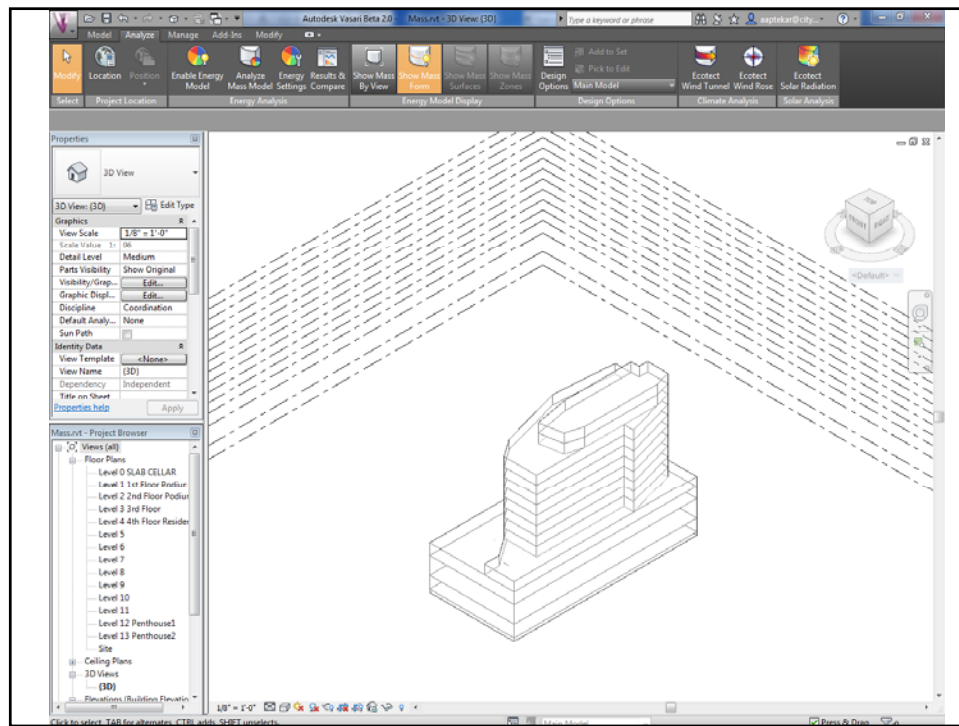 Autodesk Vasari Beta 2.0 - Mass.rvt - 3D View: {3D}
Type a keyword or phrase
aaptekar@city...
Model Analyze Manage Add-Ins Modify
Modify
Location
Position
Enable Energy Model
Analyze Mass Model
Energy Settings
Results & Compare
Show Mass By View
Show Mass Form
Show Mass Surfaces
Show Mass Zones
Design Options
Add to Set
Pick to Edit
Main Model
Ecotect Wind Tunnel
Ecotect Wind Rose
Ecotect Solar Radiation
Select Project Location Energy Analysis Energy Model Display Design Options Climate Analysis Solar Analysis
Properties
3D View
3D View: {3D} Edit Type
Graphics
View Scale 1/8" = 1'-0"
Scale Value 1: 96
Detail Level Medium
Parts Visibility Show Original
Visibility/Grap... Edit...
Graphic Displ... Edit...
Discipline Coordination
Default Analy... None
Sun Path
Identity Data
View Template <None>
View Name {3D}
Dependency Independent
Title on Sheet
Properties help Apply
TOP
FRONT
RIGHT
<Default>
Mass.rvt - Project Browser
Views (all)
Floor Plans
Level 0 SLAB CELLAR
Level 1 1st Floor Podiur
Level 2 2nd Floor Podiur
Level 3 3rd Floor
Level 4 4th Floor Resider
Level 5
Level 6
Level 7
Level 8
Level 9
Level 10
Level 11
Level 12 Penthouse1
Level 13 Penthouse2
Site
Ceiling Plans
3D Views
{3D}
Elevations (Building Elevatio
1/8" = 1'-0"
Click to select, TAB for alternates, CTRL adds, SHIFT unselects.
Main Model
Press & Drag